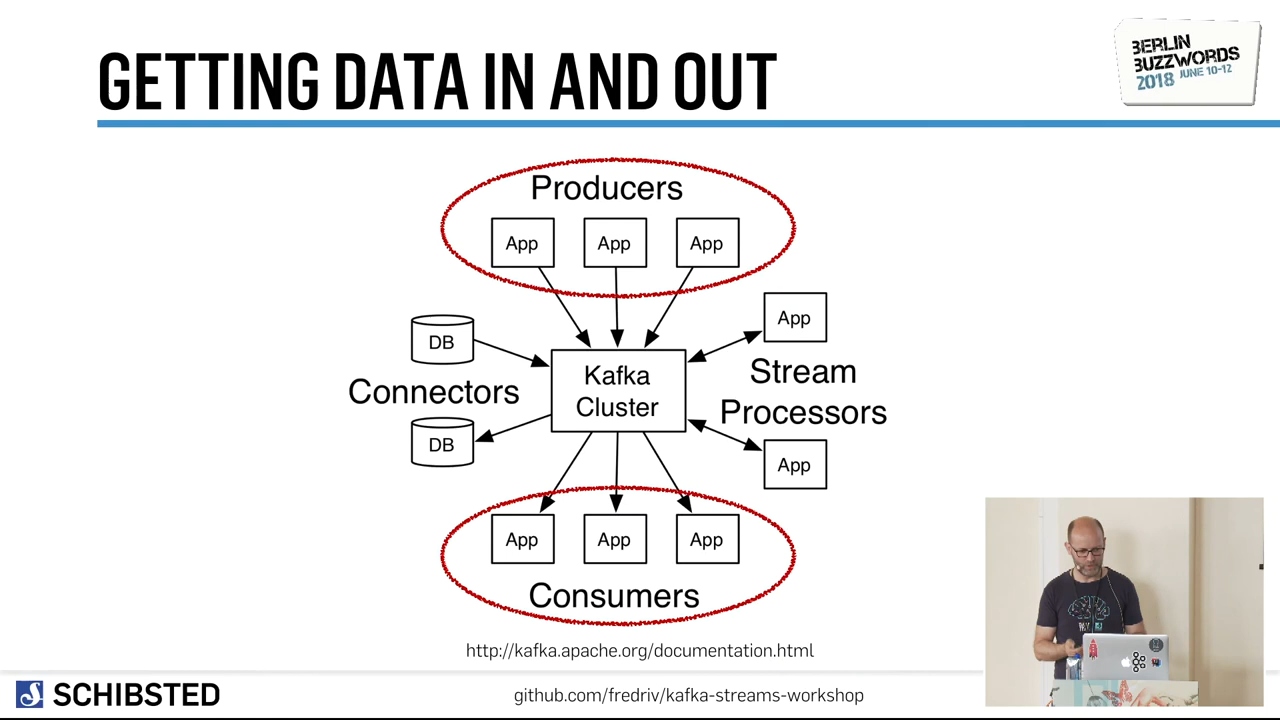 GETTING DATA IN AND OUT
BERLIN
BUZZWORDS
2018 JUNE 10-12
Producers
App App App
App
DB
Kafka
Cluster
Connectors
Stream
Processors
DB
App
App App App
Consumers
http://kafka.apache.org/documentation.html
SCHIBSTED
github.com/fredriv/kafka-streams-workshop